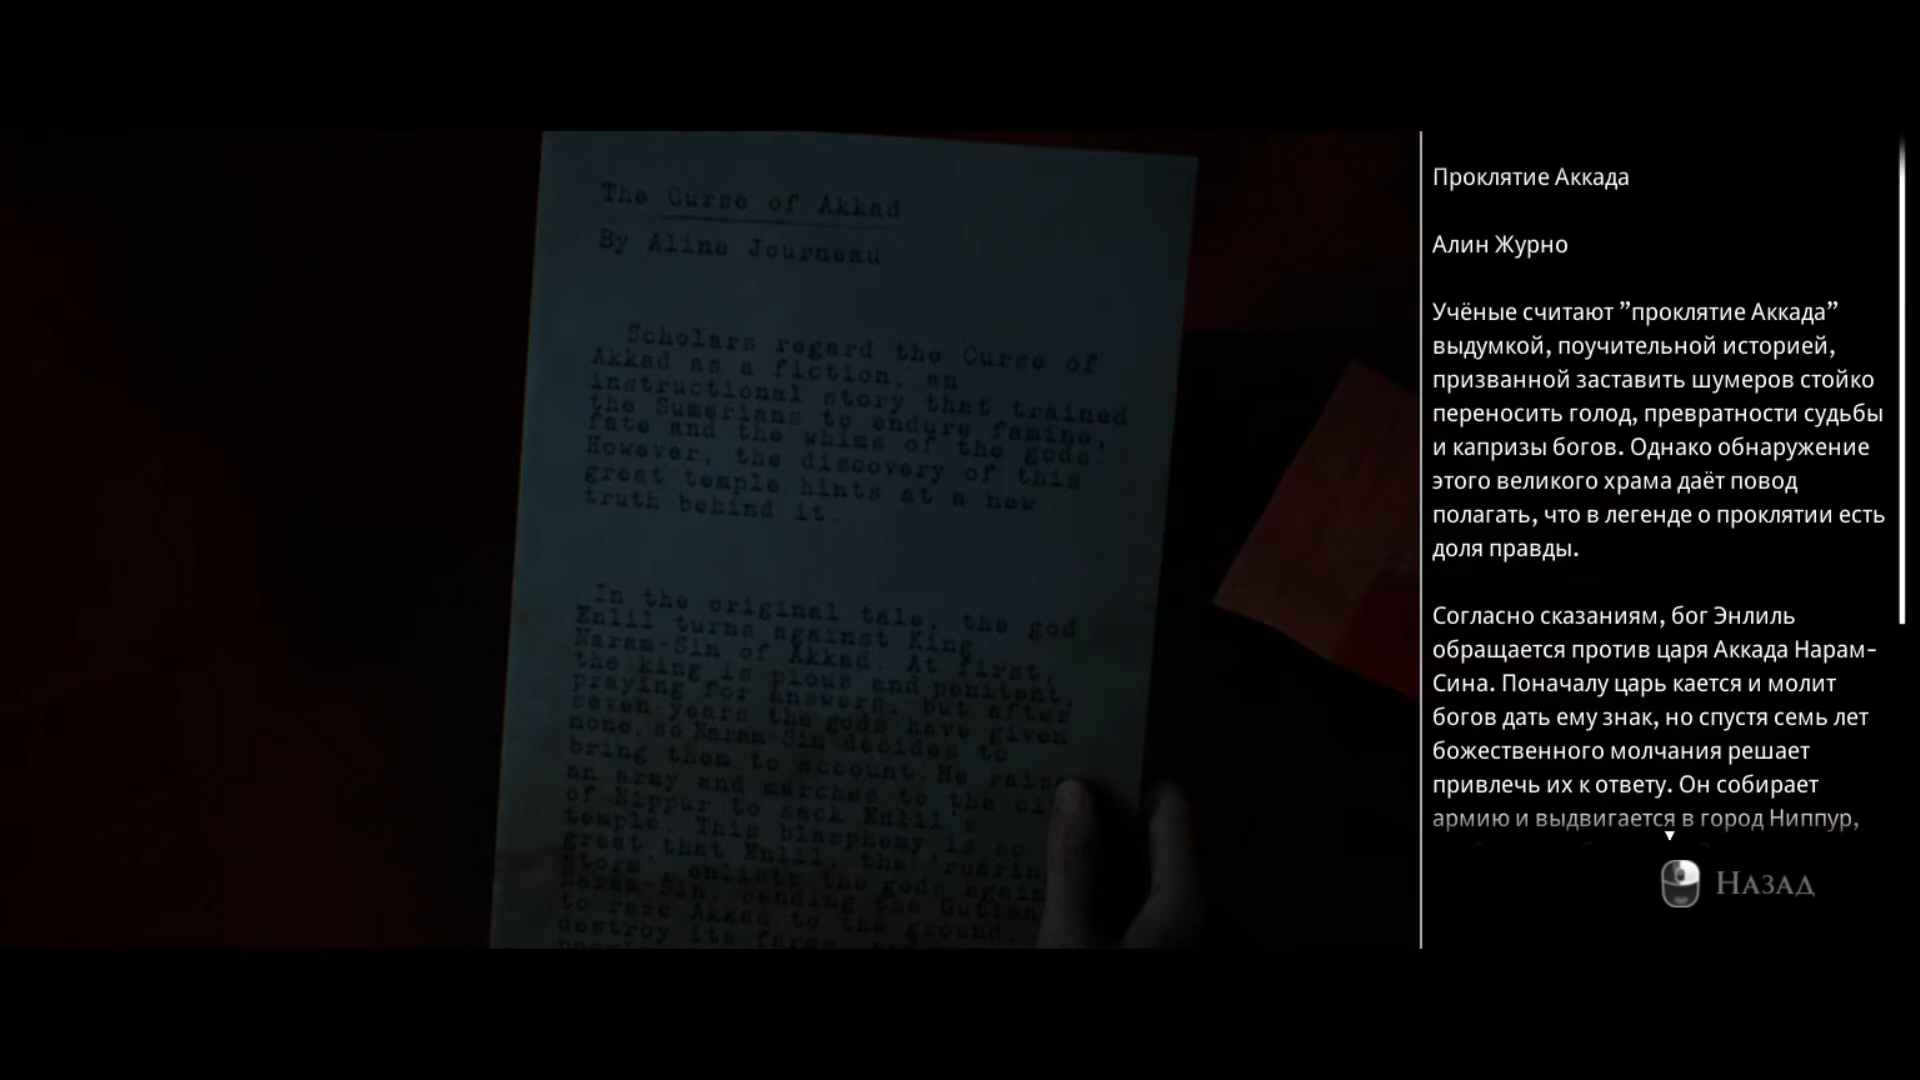 The Curse of Akkad
By Aline Journeau
Scholars regard the Curse of
Akkad as a fiction, an
instructional story that trained
the Sumerians to endure famine,
fate and the whims of the gods.
However, the discovery of this
great temple hints at a new
truth behind it.
In the original tale, the god
Enlil turns against King
Naram-Sin of Akkad. At first,
the king is pious and penitent,
praying for answers, but after
seven years the gods have given
none, so Naram-Sin decides to
bring them to account. He raise
an army and marches to the ci
of Nippur to sack Enlil's
temple. This blasphemy is so
great that Enlil, the roaring
storm, enlists the gods again
Naram-Sin, sending the Gutian
to rase Akkad to the ground,
destroy its farms,
Проклятие Аккада
Алин Журно
Учёные считают ”проклятие Аккада”
выдумкой, поучительной историей,
призванной заставить шумеров стойко
переносить голод, превратности судьбы
и капризы богов. Однако обнаружение
этого великого храма даёт повод
полагать, что в легенде о проклятии есть
доля правды.
Согласно сказаниям, бог Энлиль
обращается против царя Аккада Нарам-
Сина. Поначалу царь кается и молит
богов дать ему знак, но спустя семь лет
божественного молчания решает
привлечь их к ответу. Он собирает
армию и выдвигается в город Ниппур,
Назад